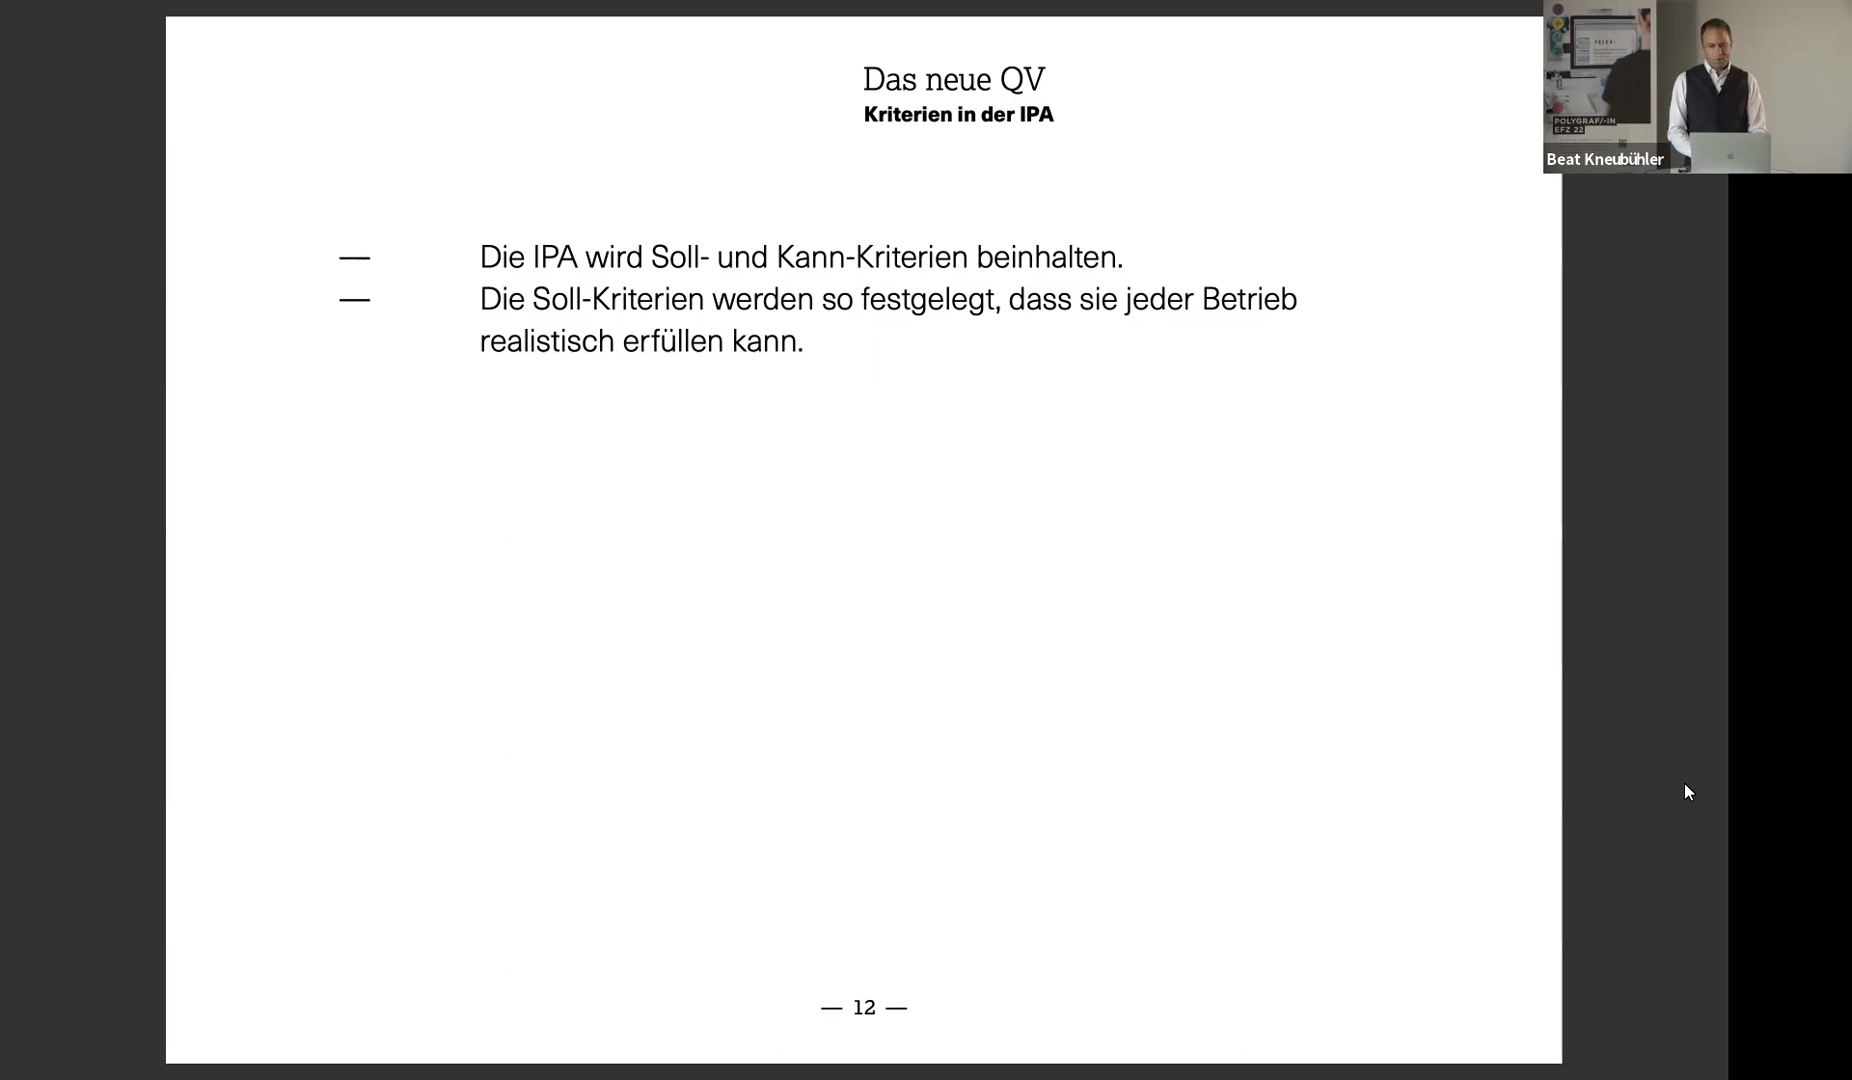 Das neue QV
Kriterien in der IPA
— Die IPA wird Soll- und Kann-Kriterien beinhalten.
— Die Soll-Kriterien werden so festgelegt, dass sie jeder Betrieb
realistisch erfüllen kann.
— 12 —
POLYGRAF/-IN
EFZ 22
Beat Kneubühler